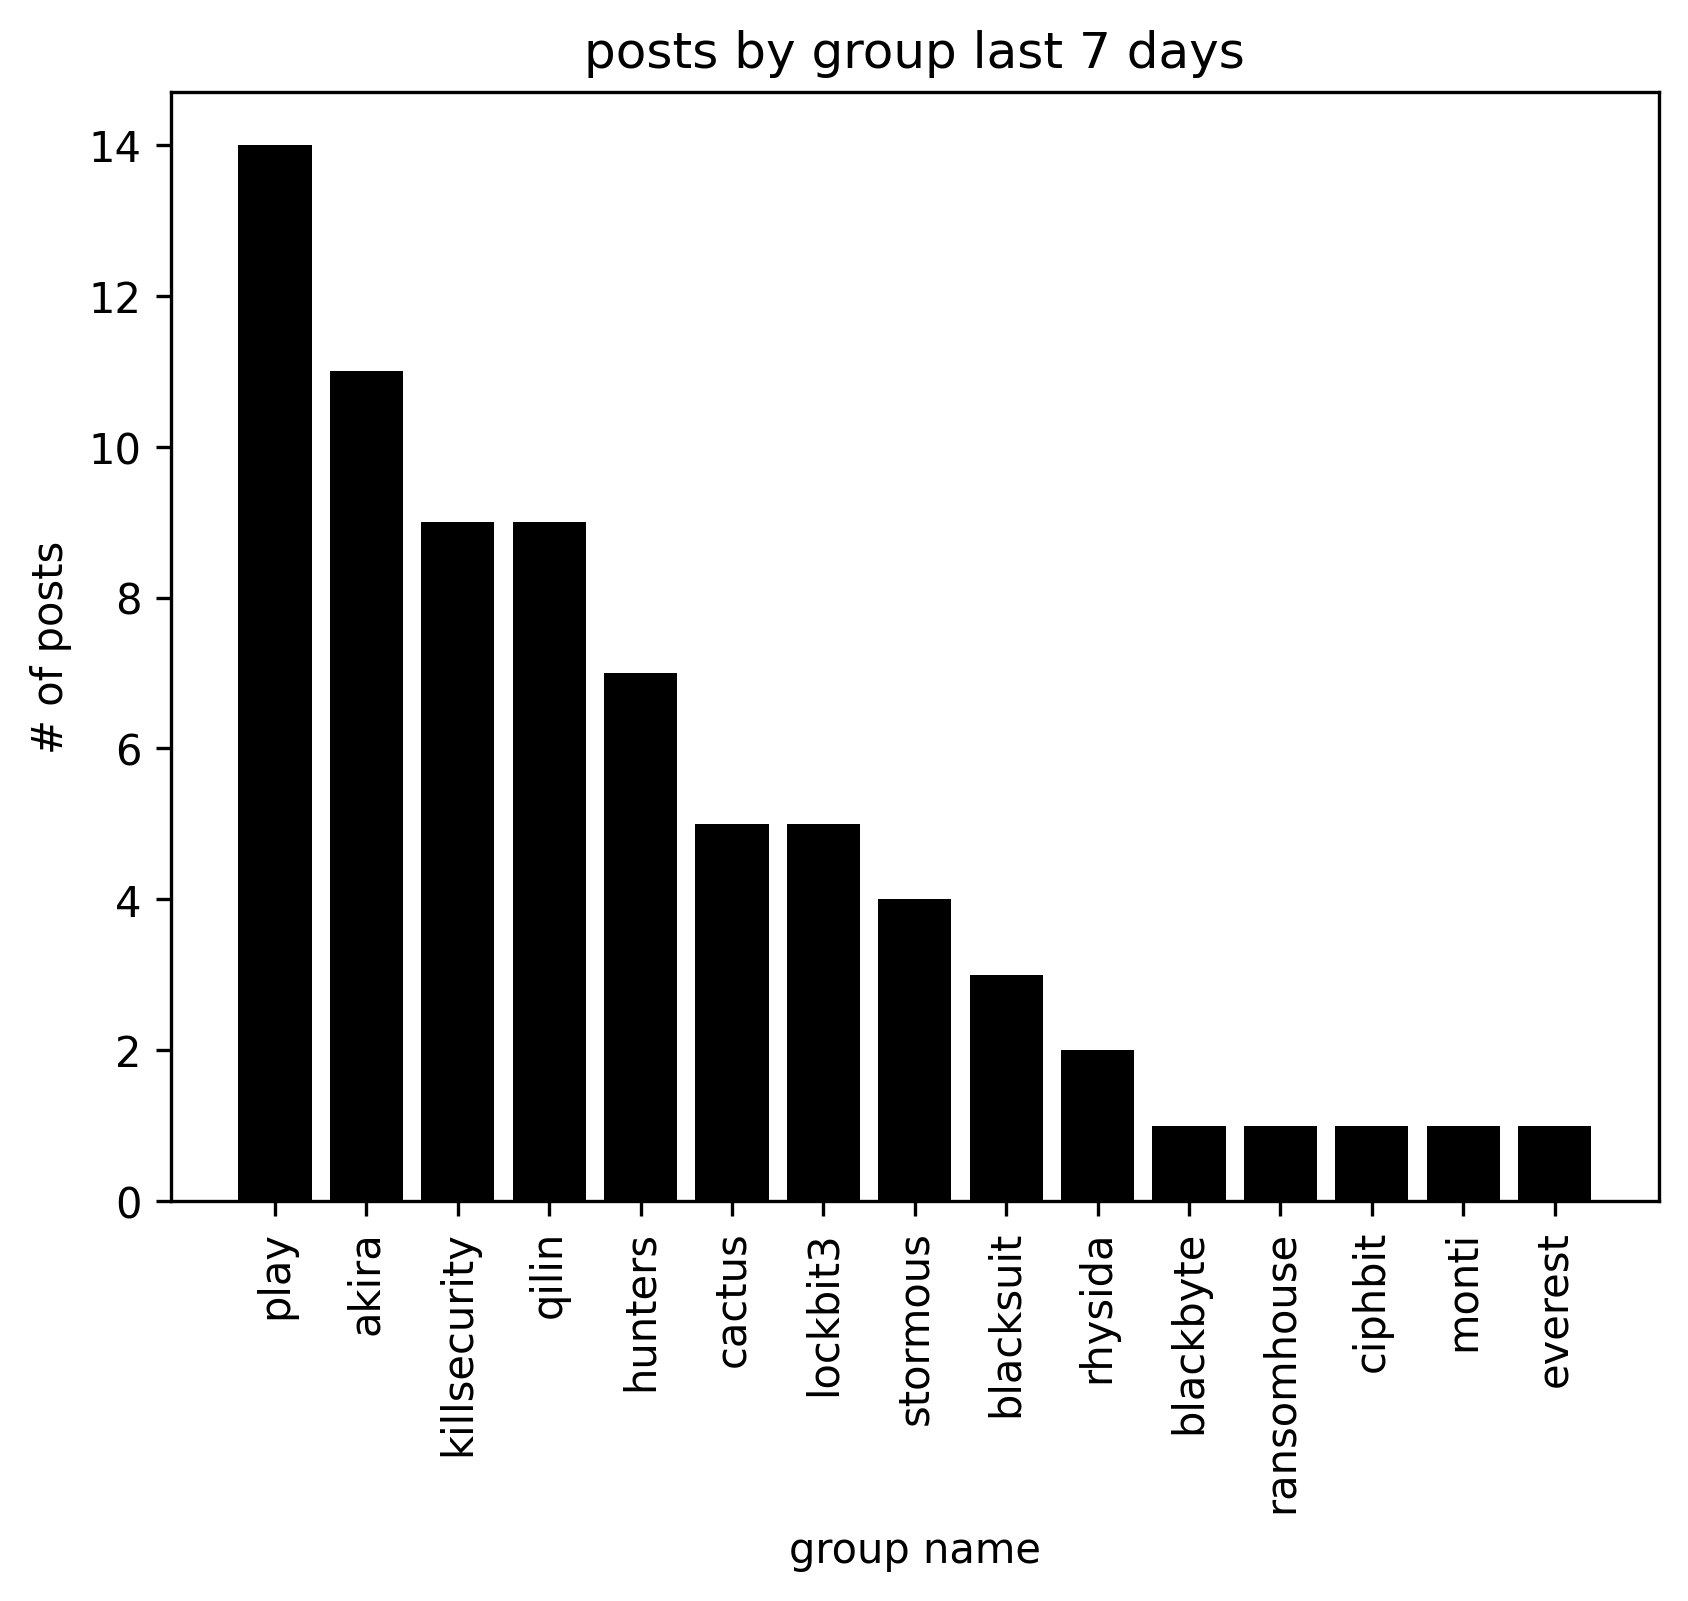 posts by group last 7 days
14
12
10
8
6
4
2
0
# of posts
play
akira
killsecurity
qilin
hunters
cactus
lockbit3
stormous
blacksuit
rhysida
blackbyte
ransomhouse
ciphbit
monti
everest
group name